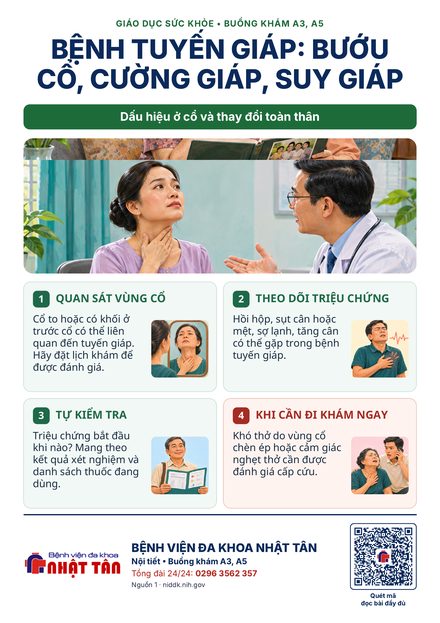 GIÁO DỤC SỨC KHỎE • BUỒNG KHÁM A3, A5
BỆNH TUYẾN GIÁP: BƯỚU
CỔ, CƯỜNG GIÁP, SUY GIÁP
Dấu hiệu ở cổ và thay đổi toàn thân
1 QUAN SÁT VÙNG CỔ
Cổ to hoặc có khối ở
trước cổ có thể liên
quan đến tuyến giáp.
Hãy đặt lịch khám để
được đánh giá.
2 THEO DÕI TRIỆU CHỨNG
Hồi hộp, sụt cân hoặc
mệt, sợ lạnh, tăng cân
có thể gặp trong bệnh
tuyến giáp.
3 TỰ KIỂM TRA
Triệu chứng bắt đầu
khi nào? Mang theo
kết quả xét nghiệm và
danh sách thuốc đang
dùng.
4 KHI CẦN ĐI KHÁM NGAY
Khó thở do vùng cổ
chèn ép hoặc cảm giác
nghẹt thở cần được
đánh giá cấp cứu.
Bệnh viện đa khoa
NHẬT TÂN
BỆNH VIỆN ĐA KHOA NHẬT TÂN
Nội tiết • Buồng khám A3, A5
Tổng đài 24/24: 0296 3562 357
Nguồn 1 · niddk.nih.gov
Quét mã
đọc bài đầy đủ